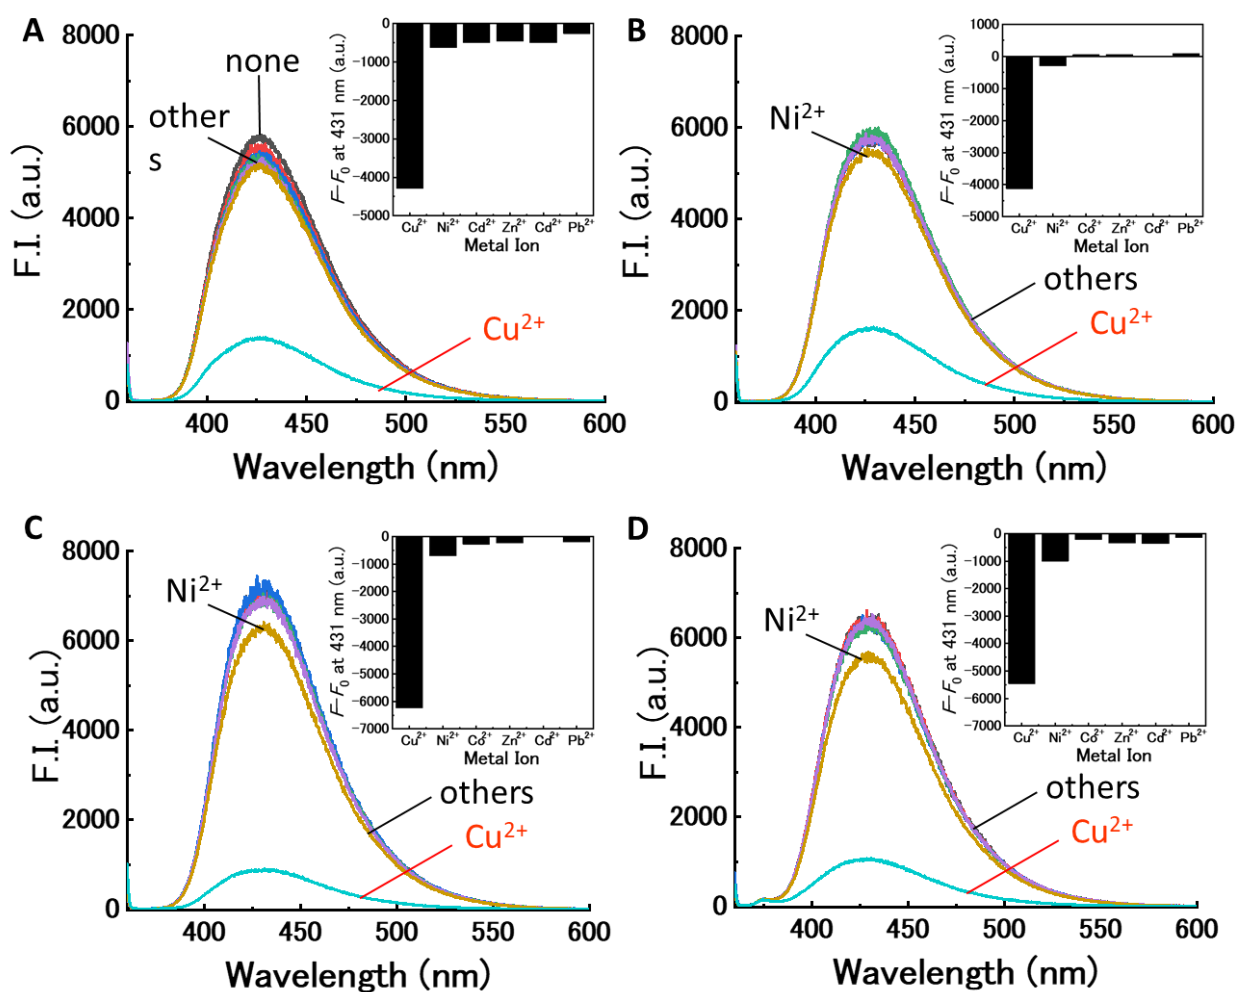 A
8000
6000
4000
2000
0
F.I. (a.u.)
none
other
s
Cu²⁺
400 450 500 550 600
Wavelength (nm)
0
-1000
-2000
-3000
-4000
-5000
F-F₀ at 431 nm (a.u.)
Cu²⁺ Ni²⁺ Co²⁺ Zn²⁺ Cd²⁺ Pb²⁺
Metal Ion
B
8000
6000
4000
2000
0
F.I. (a.u.)
Ni²⁺
others
Cu²⁺
400 450 500 550 600
Wavelength (nm)
1000
0
-1000
-2000
-3000
-4000
-5000
F-F₀ at 431 nm (a.u.)
Cu²⁺ Ni²⁺ Co²⁺ Zn²⁺ Cd²⁺ Pb²⁺
Metal Ion
C
8000
6000
4000
2000
0
F.I. (a.u.)
Ni²⁺
others
Cu²⁺
400 450 500 550 600
Wavelength (nm)
0
-1000
-2000
-3000
-4000
-5000
-6000
-7000
F-F₀ at 431 nm (a.u.)
Cu²⁺ Ni²⁺ Co²⁺ Zn²⁺ Cd²⁺ Pb²⁺
Metal Ion
D
8000
6000
4000
2000
0
F.I. (a.u.)
Ni²⁺
others
Cu²⁺
400 450 500 550 600
Wavelength (nm)
0
-1000
-2000
-3000
-4000
-5000
-6000
-7000
F-F₀ at 431 nm (a.u.)
Cu²⁺ Ni²⁺ Co²⁺ Zn²⁺ Cd²⁺ Pb²⁺
Metal Ion